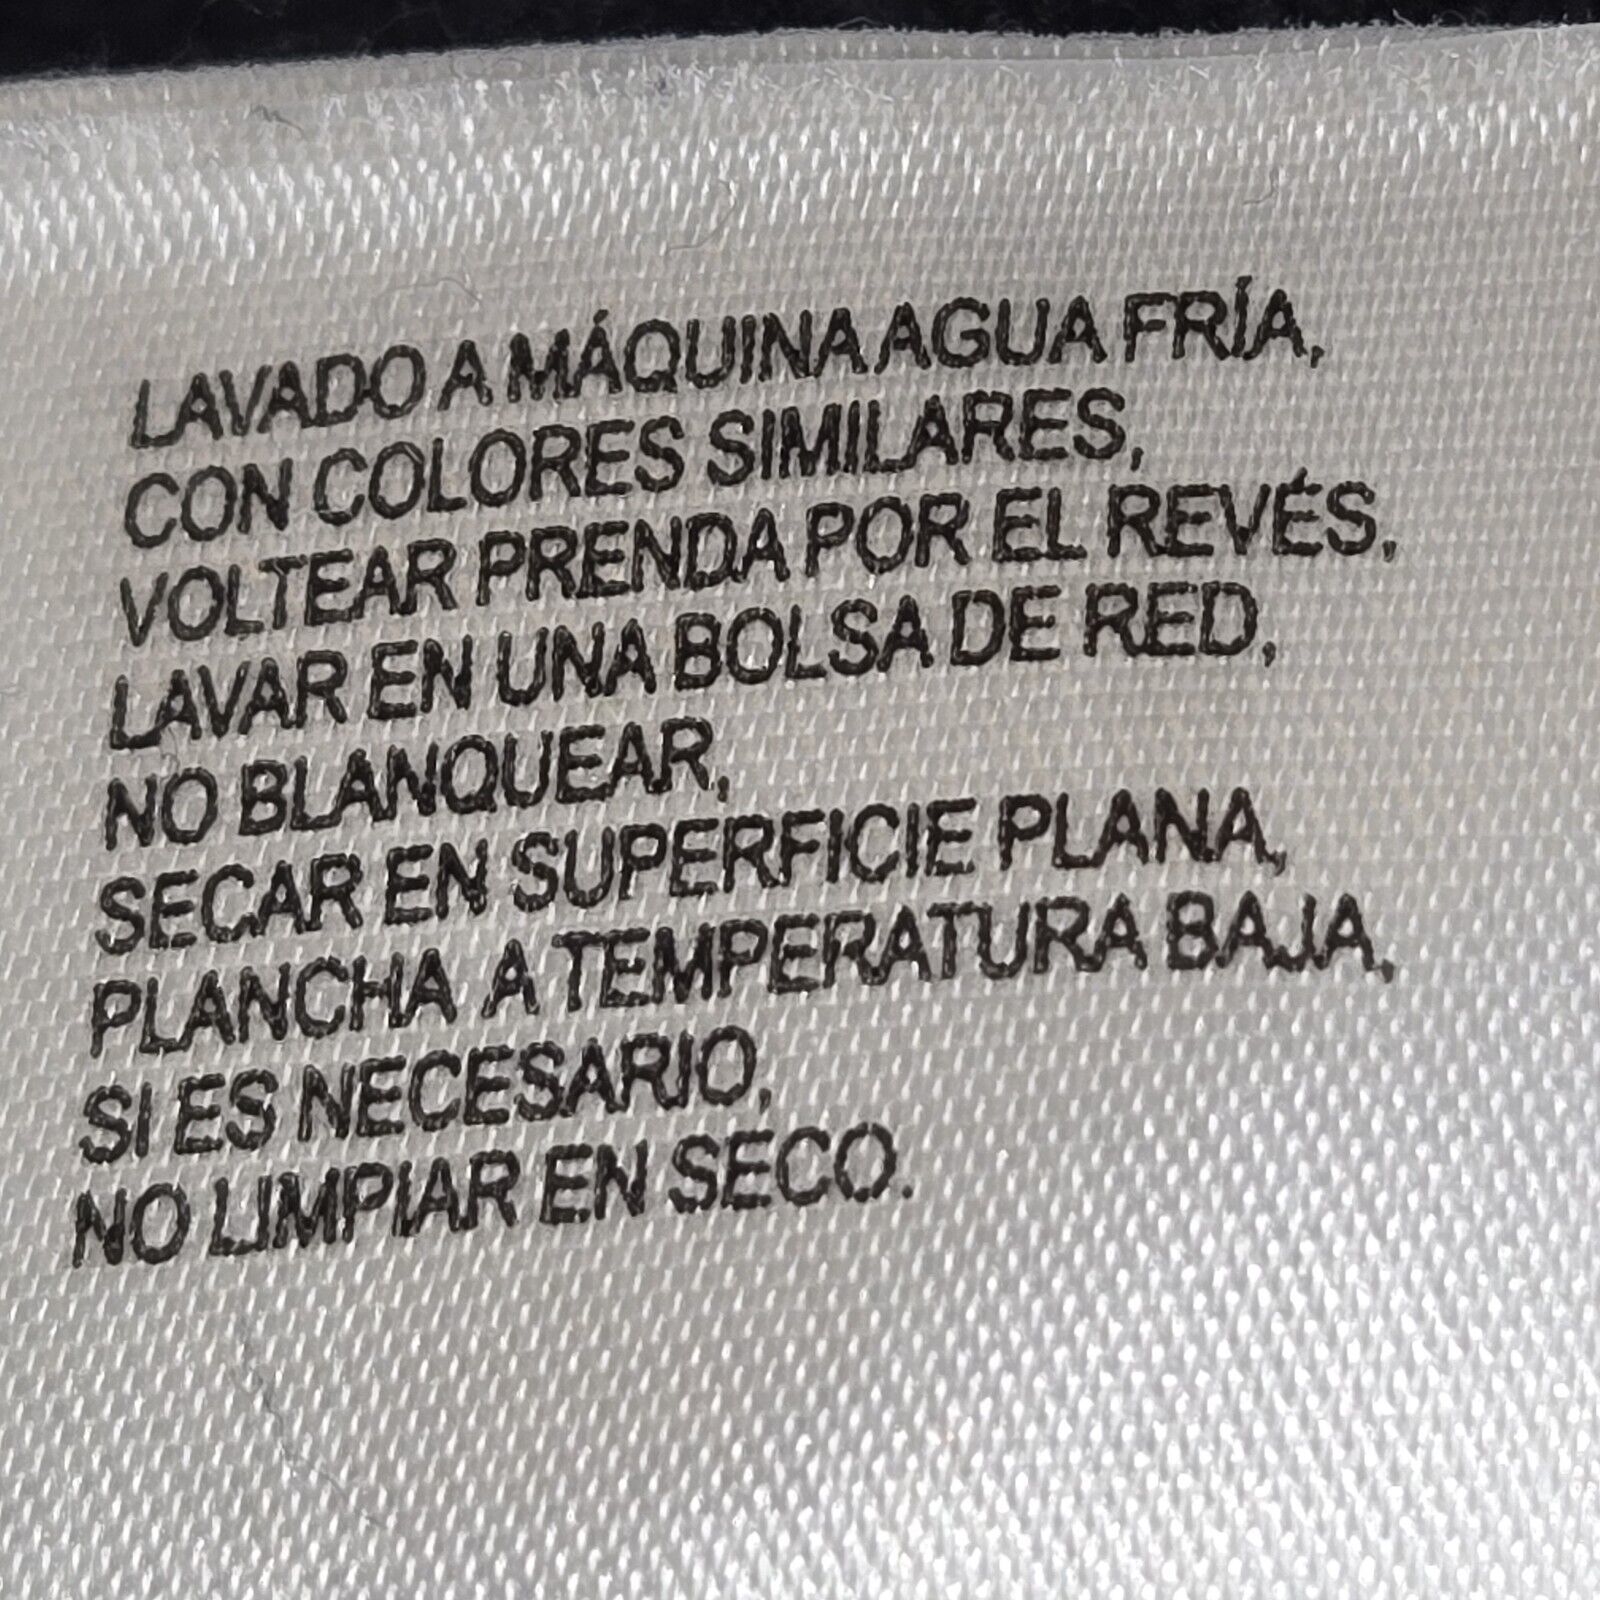 LAVADO A MÁQUINA AGUA FRÍA,
CON COLORES SIMILARES,
VOLTEAR PRENDA POR EL REVÉS,
LAVAR EN UNA BOLSA DE RED,
NO BLANQUEAR,
SECAR EN SUPERFICIE PLANA,
PLANCHA A TEMPERATURA BAJA,
SI ES NECESARIO,
NO LIMPIAR EN SECO.